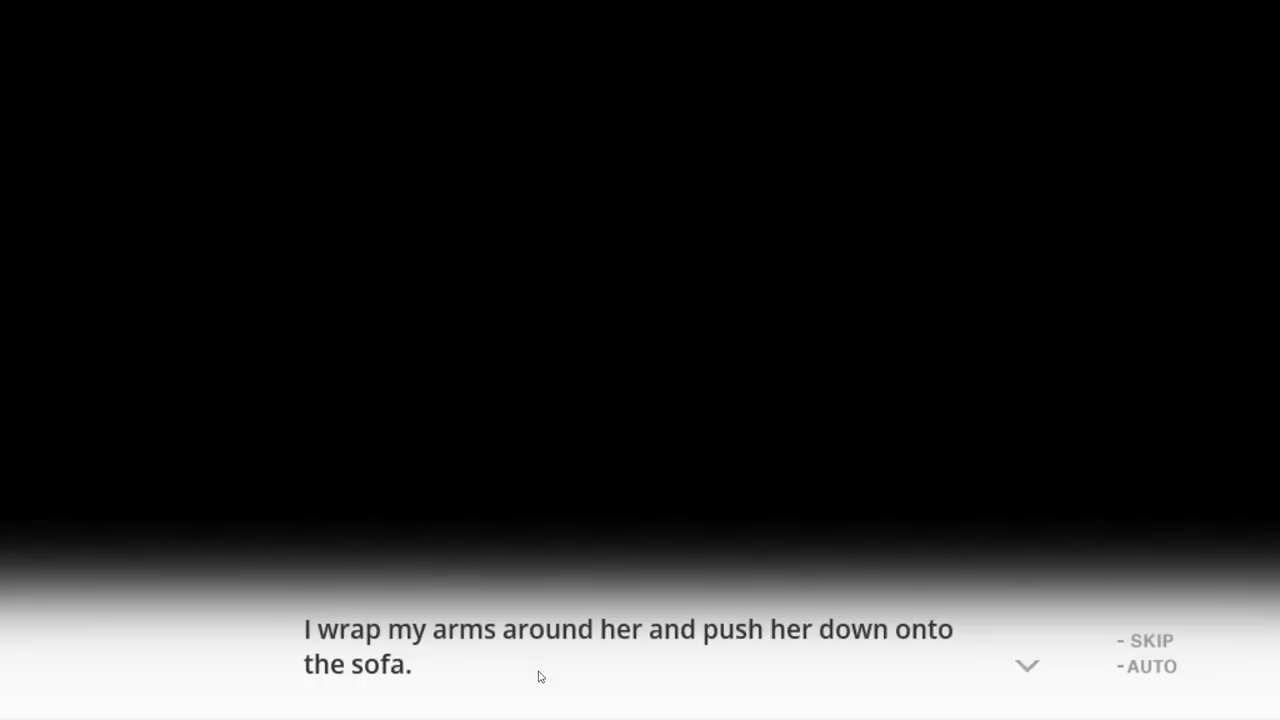 I wrap my arms around her and push her down onto
the sofa.
- SKIP
-AUTO